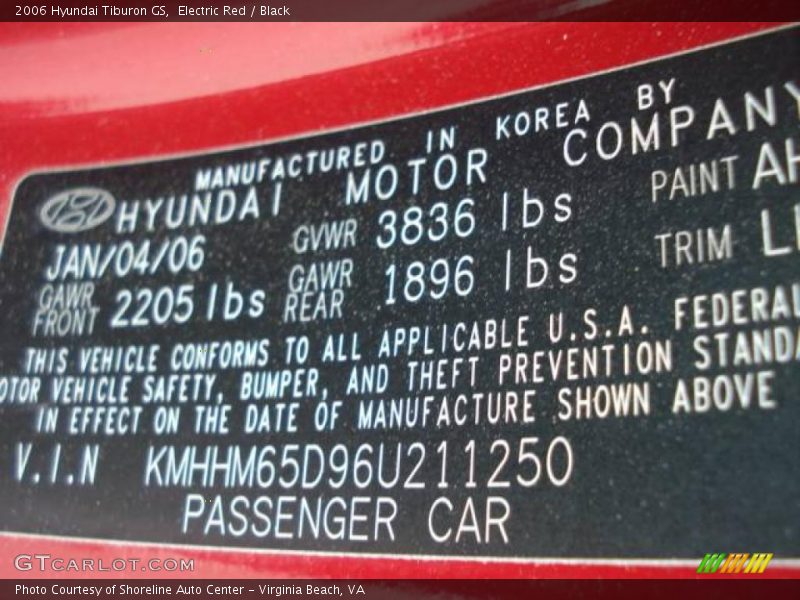 2006 Hyundai Tiburon GS,  Electric Red / Black
MANUFACTURED IN KOREA BY
HYUNDAI MOTOR COMPANY
JAN/04/06 GVWR 3836 lbs PAINT AH
GAWR FRONT 2205 lbs GAWR REAR 1896 lbs TRIM
THIS VEHICLE CONFORMS TO ALL APPLICABLE U.S.A. FEDERAL
OTOR VEHICLE SAFETY, BUMPER, AND THEFT PREVENTION STANDA
IN EFFECT ON THE DATE OF MANUFACTURE SHOWN ABOVE
V.I.N KMHHM65D96U211250
PASSENGER CAR
GTCARLOT.COM
Photo Courtesy of Shoreline Auto Center - Virginia Beach, VA